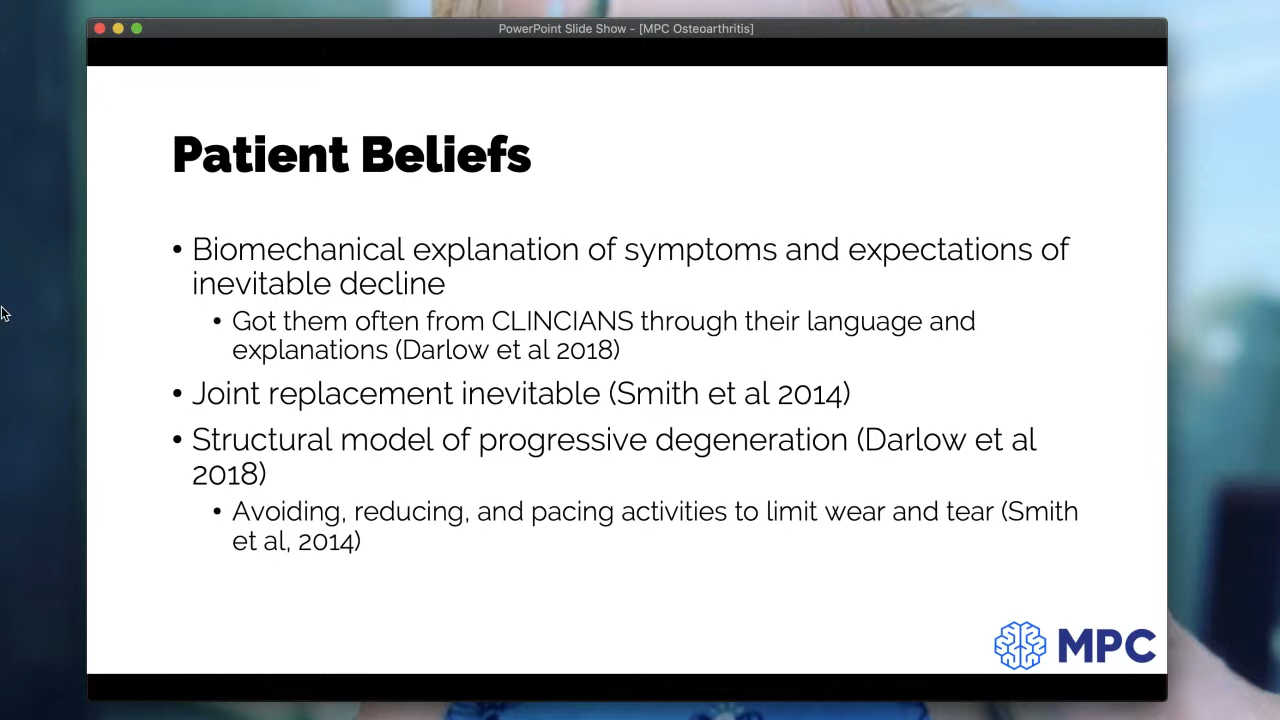 PowerPoint Slide Show - [MPC Osteoarthritis]
Patient Beliefs
• Biomechanical explanation of symptoms and expectations of
inevitable decline
• Got them often from CLINCIANS through their language and
explanations (Darlow et al 2018)
• Joint replacement inevitable (Smith et al 2014)
• Structural model of progressive degeneration (Darlow et al
2018)
• Avoiding, reducing, and pacing activities to limit wear and tear (Smith
et al, 2014)
MPC